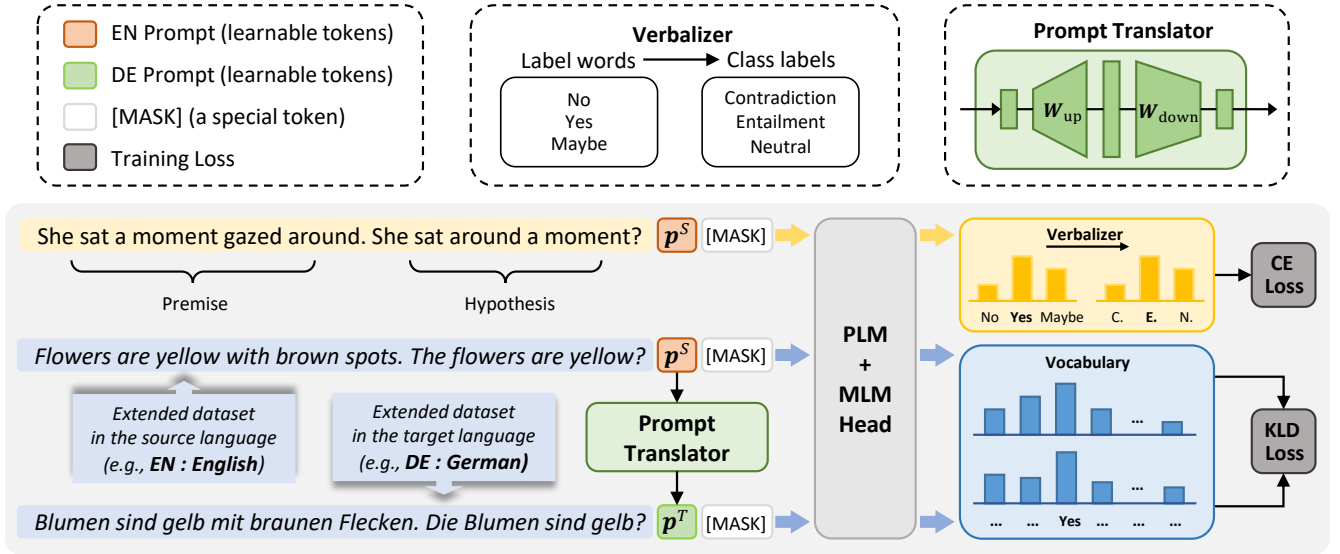 EN Prompt (learnable tokens)
DE Prompt (learnable tokens)
[MASK] (a special token)
Training Loss
Verbalizer
Label words
Class labels
No
Yes
Maybe
Contradiction
Entailment
Neutral
Prompt Translator
W_up
W_down
She sat a moment gazed around. She sat around a moment?
p^S
[MASK]
Premise
Hypothesis
Flowers are yellow with brown spots. The flowers are yellow?
p^S
[MASK]
Extended dataset
in the source language
(e.g., EN : English)
Extended dataset
in the target language
(e.g., DE : German)
Prompt
Translator
Blumen sind gelb mit braunen Flecken. Die Blumen sind gelb?
p^T
[MASK]
PLM
+
MLM
Head
Verbalizer
No Yes Maybe
C. E. N.
CE
Loss
Vocabulary
...
...
... ... Yes ... ... ...
KLD
Loss